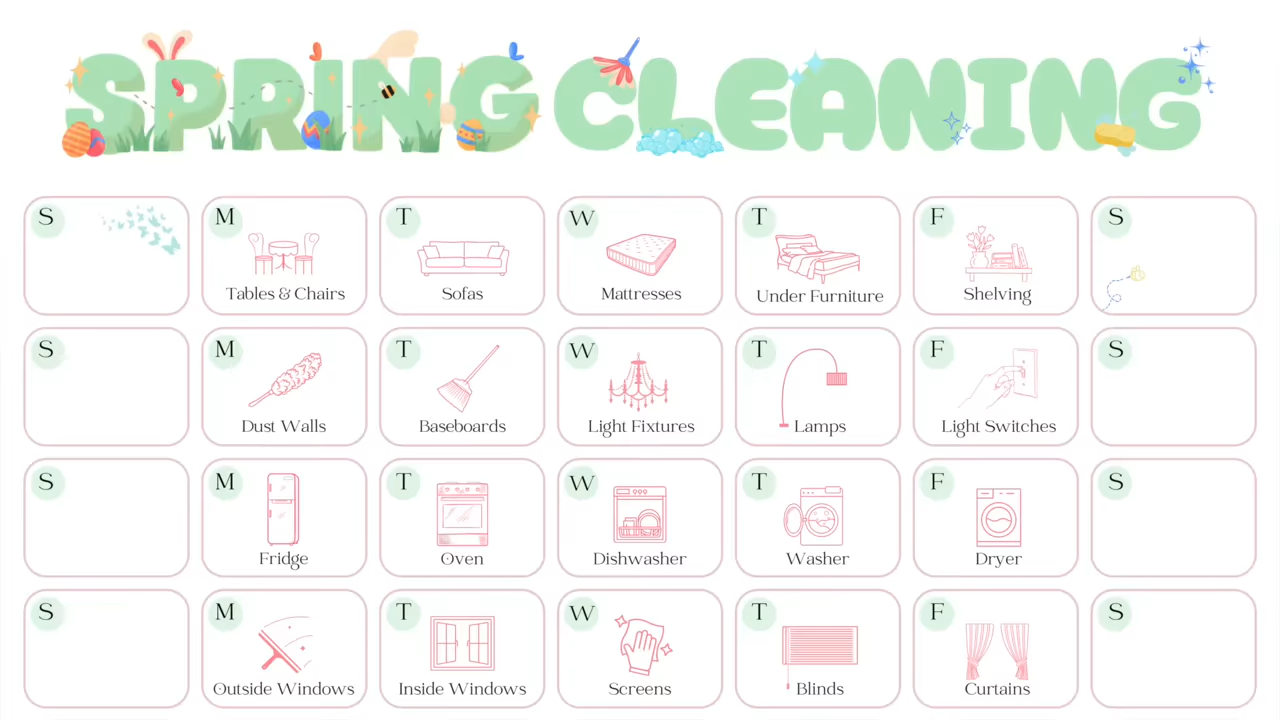 SPRING CLEANING
S M T W T F S
Tables & Chairs Sofas Mattresses Under Furniture Shelving
S M T W T F S
Dust Walls Baseboards Light Fixtures Lamps Light Switches
S M T W T F S
Fridge Oven Dishwasher Washer Dryer
S M T W T F S
Outside Windows Inside Windows Screens Blinds Curtains